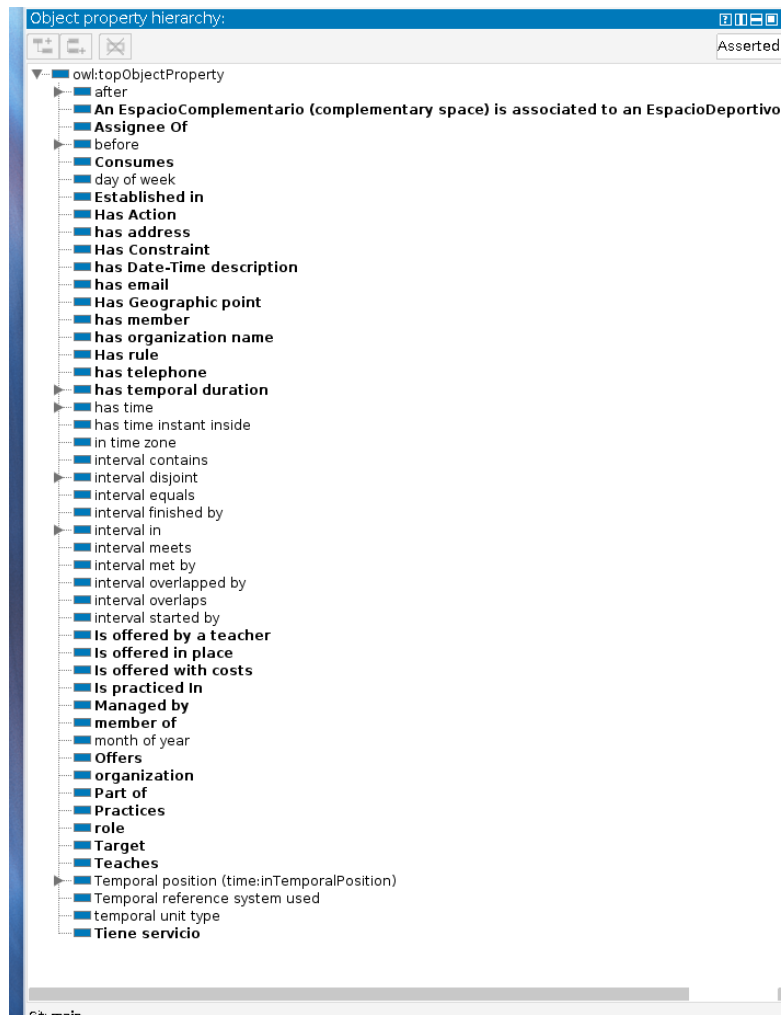 Object property hierarchy:
Asserted
owl:topObjectProperty
after
An EspacioComplementario (complementary space) is associated to an EspacioDeportivo
Assignee Of
before
Consumes
day of week
Established in
Has Action
has address
Has Constraint
has Date-Time description
has email
Has Geographic point
has member
has organization name
Has rule
has telephone
has temporal duration
has time
has time instant inside
in time zone
interval contains
interval disjoint
interval equals
interval finished by
interval in
interval meets
interval met by
interval overlapped by
interval overlaps
interval started by
Is offered by a teacher
Is offered in place
Is offered with costs
Is practiced In
Managed by
member of
month of year
Offers
organization
Part of
Practices
role
Target
Teaches
Temporal position (time:inTemporalPosition)
Temporal reference system used
temporal unit type
Tiene servicio